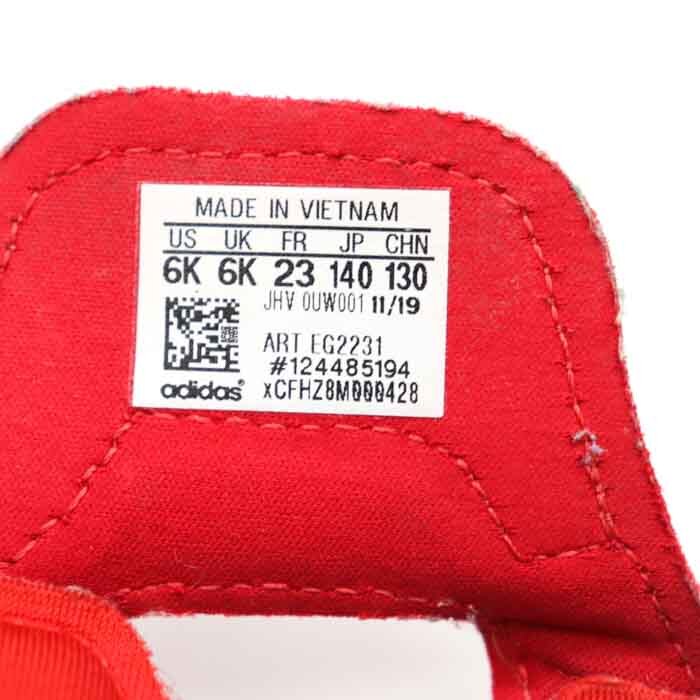 MADE IN VIETNAM
US UK FR JP CHN
6K 6K 23 140 130
JHV 0UW001 11/19
ART EG2231
#124485194
adidas xCFHZ8M000428